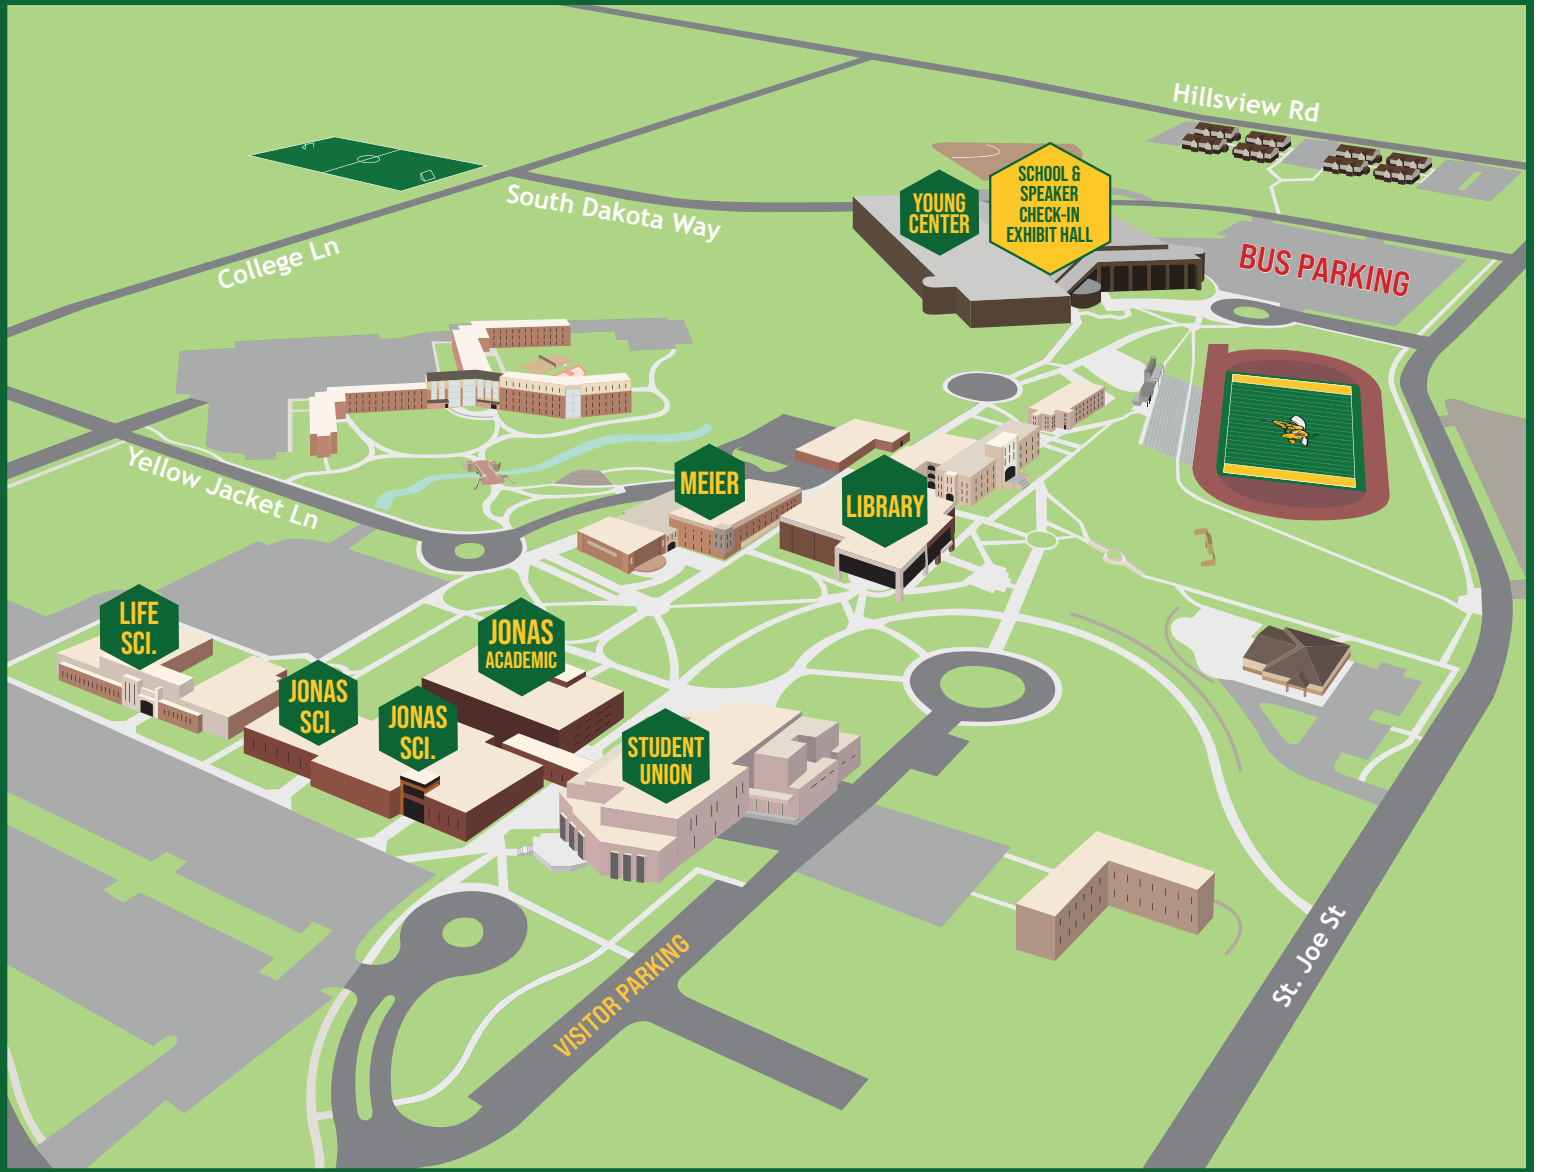 Hillsview Rd
SCHOOL &
SPEAKER
CHECK-IN
EXHIBIT HALL
YOUNG
CENTER
South Dakota Way
College Ln
BUS PARKING
Yellow Jacket Ln
MEIER
LIBRARY
LIFE
SCI.
JONAS
ACADEMIC
JONAS
SCI.
JONAS
SCI.
STUDENT
UNION
VISITOR PARKING
St. Joe St